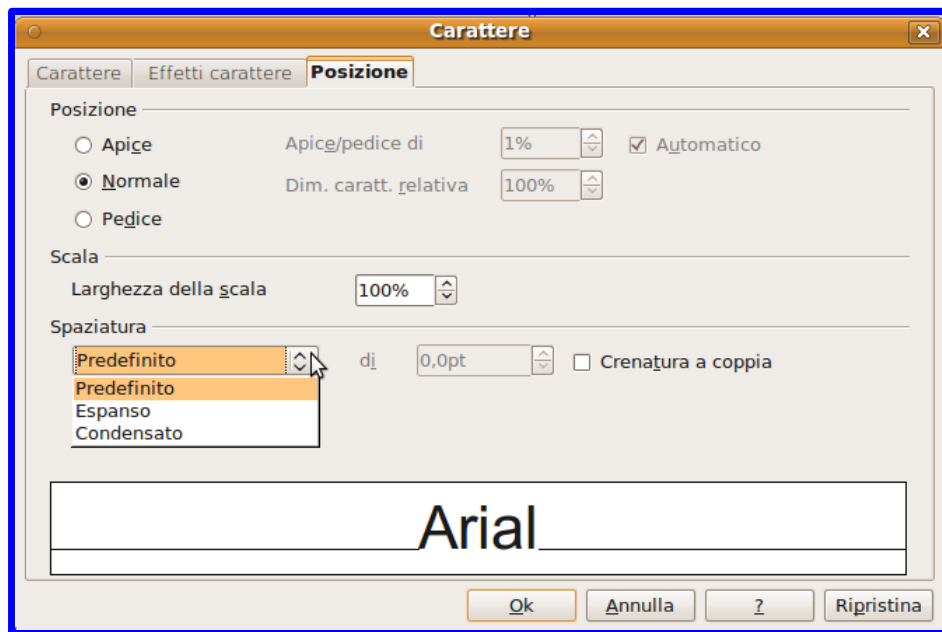 Carattere
Carattere Effetti carattere Posizione
Posizione
Apice Apice/pedice di 1% Automatico
Normale Dim. caratt. relativa 100%
Pedice
Scala
Larghezza della scala 100%
Spaziatura
Predefinito di 0,0pt Crenatura a coppia
Predefinito
Espanso
Condensato
Arial
Ok Annulla ? Ripristina